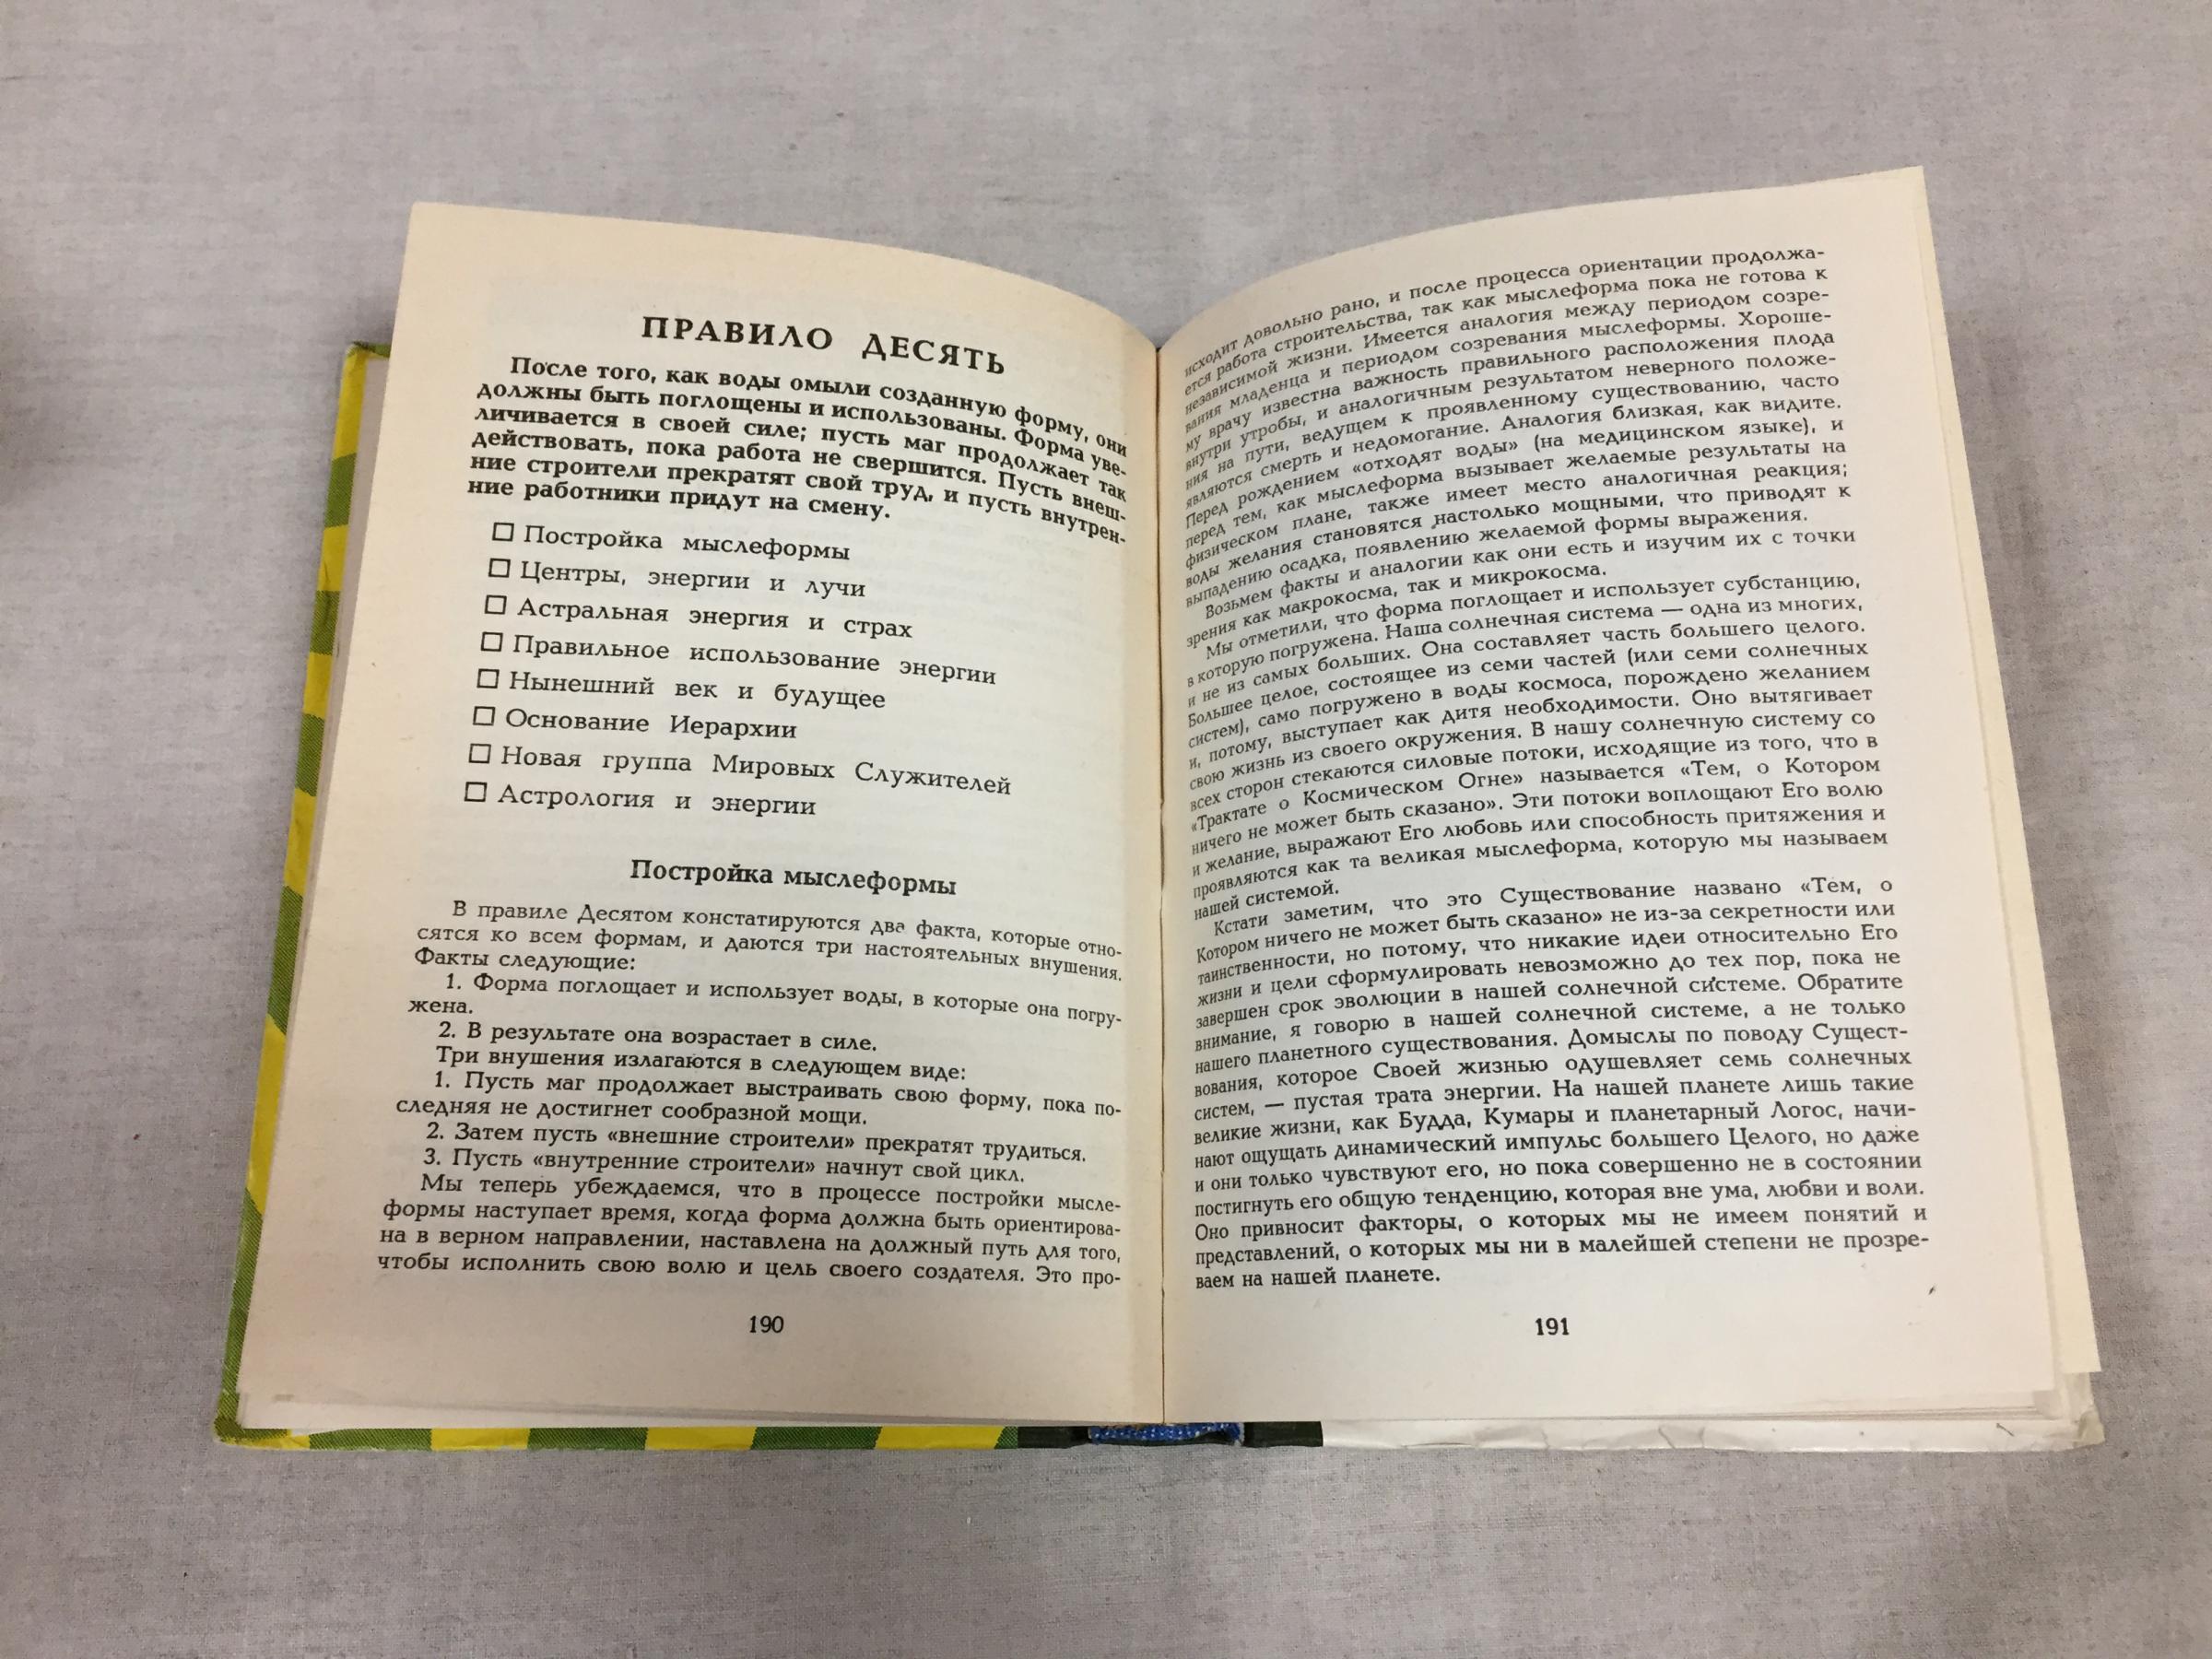 ПРАВИЛО ДЕСЯТЬ
После того, как воды омыли созданную форму, они
должны быть поглощены и использованы. Форма уве-
личивается в своей силе; пусть маг продолжает так
действовать, пока работа не свершится. Пусть внеш-
ние строители прекратят свой труд, и пусть внутрен-
ние работники придут на смену.
☐ Постройка мыслеформы
☐ Центры, энергии и лучи
☐ Астральная энергия и страх
☐ Правильное использование энергии
☐ Нынешний век и будущее
☐ Основание Иерархии
☐ Новая группа Мировых Служителей
☐ Астрология и энергии
Постройка мыслеформы
В правиле Десятом констатируются два факта, которые отно-
сятся ко всем формам, и даются три настоятельных внушения.
Факты следующие:
1. Форма поглощает и использует воды, в которые она погру-
жена.
2. В результате она возрастает в силе.
Три внушения излагаются в следующем виде:
1. Пусть маг продолжает выстраивать свою форму, пока по-
следняя не достигнет сообразной мощи.
2. Затем пусть «внешние строители» прекратят трудиться.
3. Пусть «внутренние строители» начнут свой цикл.
Мы теперь убеждаемся, что в процессе постройки мысле-
формы наступает время, когда форма должна быть ориентирова-
на в верном направлении, наставлена на должный путь для того,
чтобы исполнить свою волю и цель своего создателя. Это про-
190
исходит довольно рано, и после процесса ориентации продолжа-
ется работа строительства, так как мыслеформа пока не готова к
независимой жизни. Имеется аналогия между периодом созре-
вания младенца и периодом созревания мыслеформы. Хороше-
му врачу известна важность правильного расположения плода
внутри утробы, и аналогичным результатом неверного положе-
ния на пути, ведущем к проявленному существованию, часто
являются смерть и недомогание. Аналогия близкая, как видите.
Перед рождением «отходят воды» (на медицинском языке), и
перед тем, как мыслеформа вызывает желаемые результаты на
физическом плане, также имеет место аналогичная реакция;
воды желания становятся настолько мощными, что приводят к
выпадению осадка, появлению желаемой формы выражения.
Возьмем факты и аналогии как они есть и изучим их с точки
зрения как макрокосма, так и микрокосма.
Мы отметили, что форма поглощает и использует субстанцию,
в которую погружена. Наша солнечная система — одна из многих,
и не из самых больших. Она составляет часть большего целого.
Большее целое, состоящее из семи частей (или семи солнечных
систем), само погружено в воды космоса, порождено желанием
и, потому, выступает как дитя необходимости. Оно вытягивает
свою жизнь из своего окружения. В нашу солнечную систему со
всех сторон стекаются силовые потоки, исходящие из того, что в
«Трактате о Космическом Огне» называется «Тем, о Котором
ничего не может быть сказано». Эти потоки воплощают Его волю
и желание, выражают Его любовь или способность притяжения и
проявляются как та великая мыслеформа, которую мы называем
нашей системой.
Кстати заметим, что это Существование названо «Тем, о
Котором ничего не может быть сказано» не из-за секретности или
таинственности, но потому, что никакие идеи относительно Его
жизни и цели сформулировать невозможно до тех пор, пока не
завершен срок эволюции в нашей солнечной системе. Обратите
внимание, я говорю в нашей солнечной системе, а не только
нашего планетного существования. Домыслы по поводу Сущест-
вования, которое Своей жизнью одушевляет семь солнечных
систем, — пустая трата энергии. На нашей планете лишь такие
великие жизни, как Будда, Кумары и планетарный Логос, начи-
нают ощущать динамический импульс большего Целого, но даже
и они только чувствуют его, но пока совершенно не в состоянии
постигнуть его общую тенденцию, которая вне ума, любви и воли.
Оно привносит факторы, о которых мы не имеем понятий и
представлений, о которых мы ни в малейшей степени не прозре-
ваем на нашей планете.
191